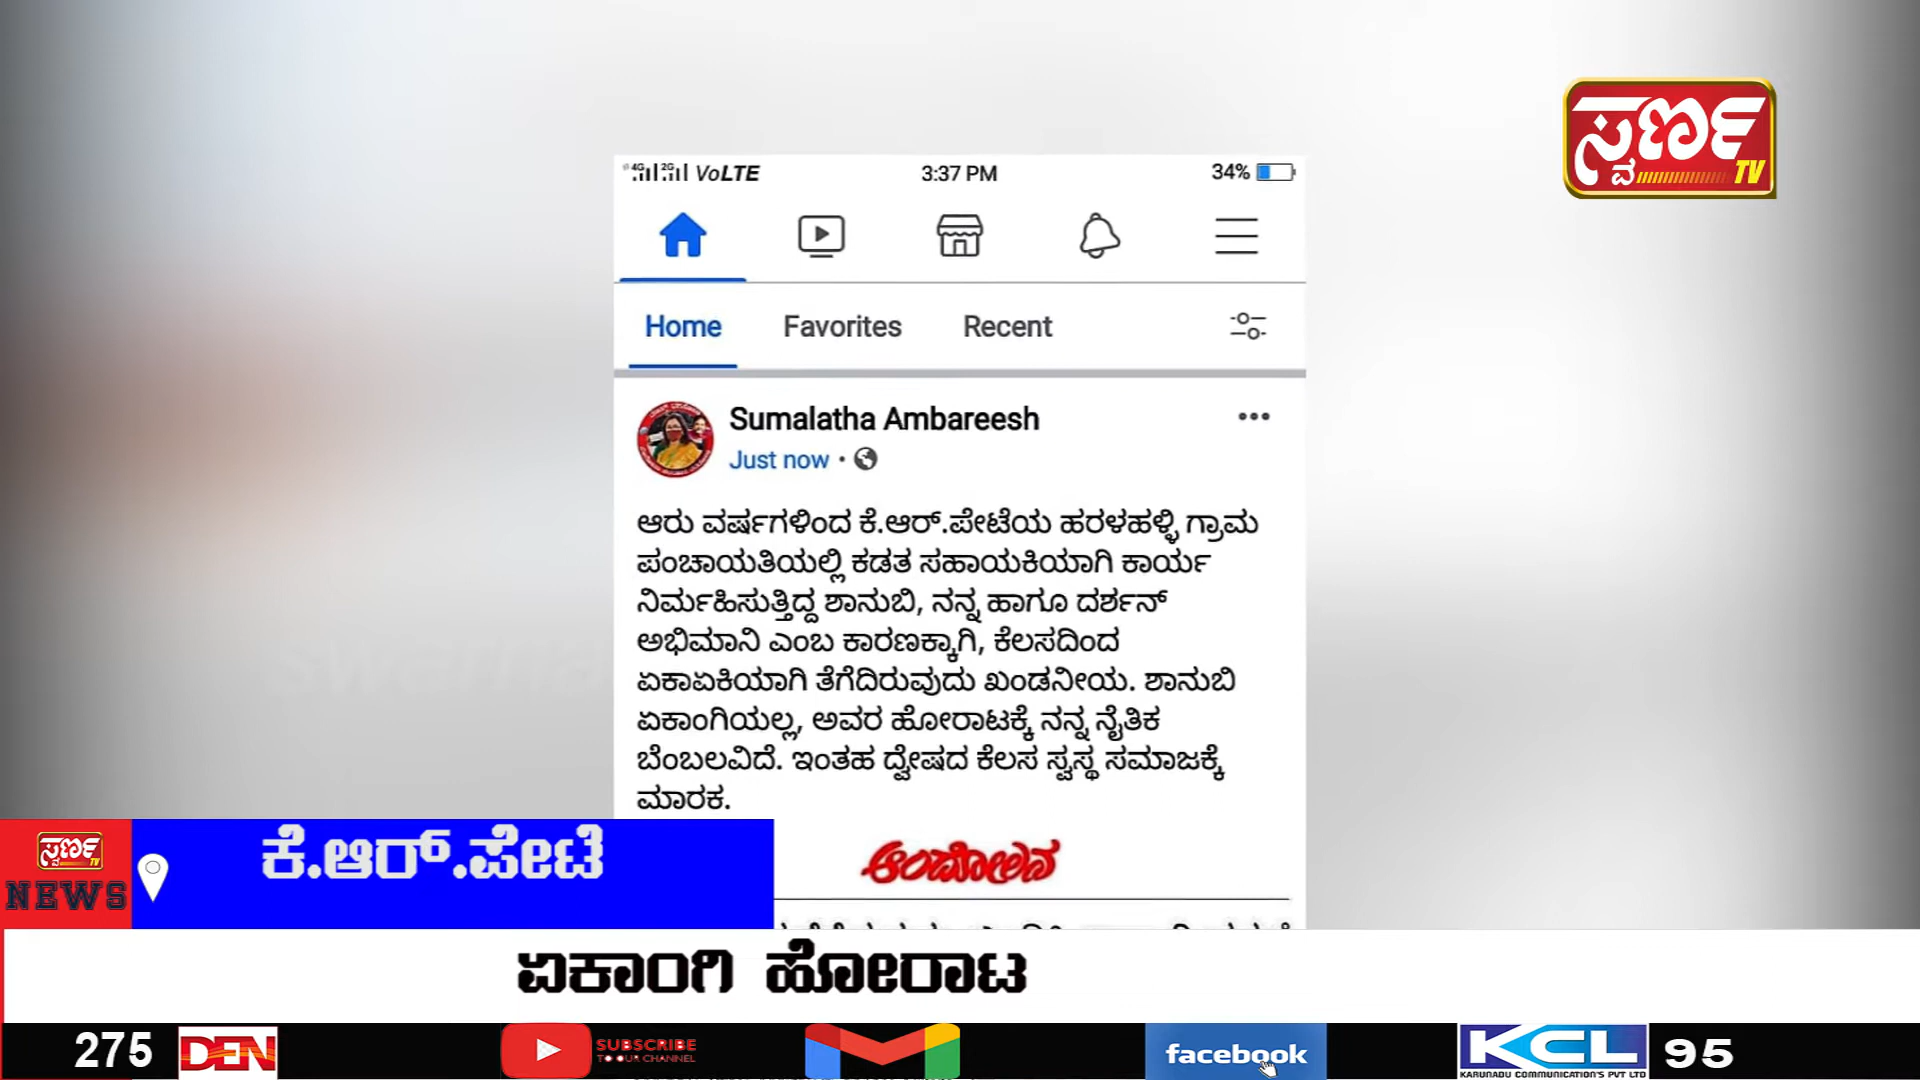 ಸ್ವರ್ಣ TV
4G 2G VoLTE 3:37 PM 34%
Home Favorites Recent
Sumalatha Ambareesh
Just now
ಆರು ವರ್ಷಗಳಿಂದ ಕೆ.ಆರ್.ಪೇಟೆಯ ಹರಳಹಳ್ಳಿ ಗ್ರಾಮ
ಪಂಚಾಯತಿಯಲ್ಲಿ ಕಡತ ಸಹಾಯಕಿಯಾಗಿ ಕಾರ್ಯ
ನಿರ್ಮಹಿಸುತ್ತಿದ್ದ ಶಾನುಬಿ, ನನ್ನ ಹಾಗೂ ದರ್ಶನ್
ಅಭಿಮಾನಿ ಎಂಬ ಕಾರಣಕ್ಕಾಗಿ, ಕೆಲಸದಿಂದ
ಏಕಾಏಕಿಯಾಗಿ ತೆಗೆದಿರುವುದು ಖಂಡನೀಯ. ಶಾನುಬಿ
ಏಕಾಂಗಿಯಲ್ಲ, ಅವರ ಹೋರಾಟಕ್ಕೆ ನನ್ನ ನೈತಿಕ
ಬೆಂಬಲವಿದೆ. ಇಂತಹ ದ್ವೇಷದ ಕೆಲಸ ಸ್ವಸ್ಥ ಸಮಾಜಕ್ಕೆ
ಮಾರಕ.
ಆಂದೋಲನ
ಸ್ವರ್ಣ TV
NEWS
ಕೆ.ಆರ್.ಪೇಟೆ
ಏಕಾಂಗಿ ಹೋರಾಟ
275 DEN SUBSCRIBE TO OUR CHANNEL facebook KCL KARUNADU COMMUNICATION'S PVT LTD 95